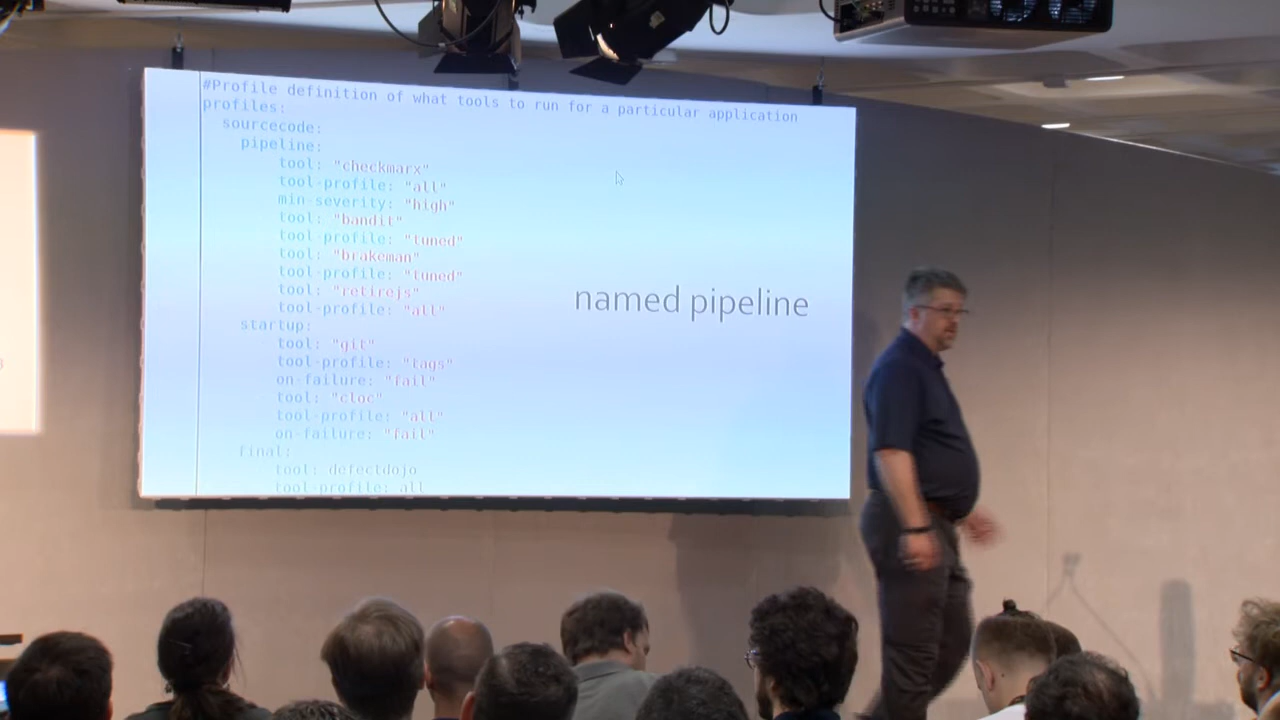 #Profile definition of what tools to run for a particular application
profiles:
sourcecode:
pipeline:
tool: "checkmarx"
tool-profile: "all"
min-severity: "high"
tool: "bandit"
tool-profile: "tuned"
tool: "brakeman"
tool-profile: "tuned"
tool: "retirejs"
tool-profile: "all"
startup:
tool: "git"
tool-profile: "tags"
on-failure: "fail"
tool: "cloc"
tool-profile: "all"
on-failure: "fail"
final:
tool: defectdojo
tool-profile: all
named pipeline